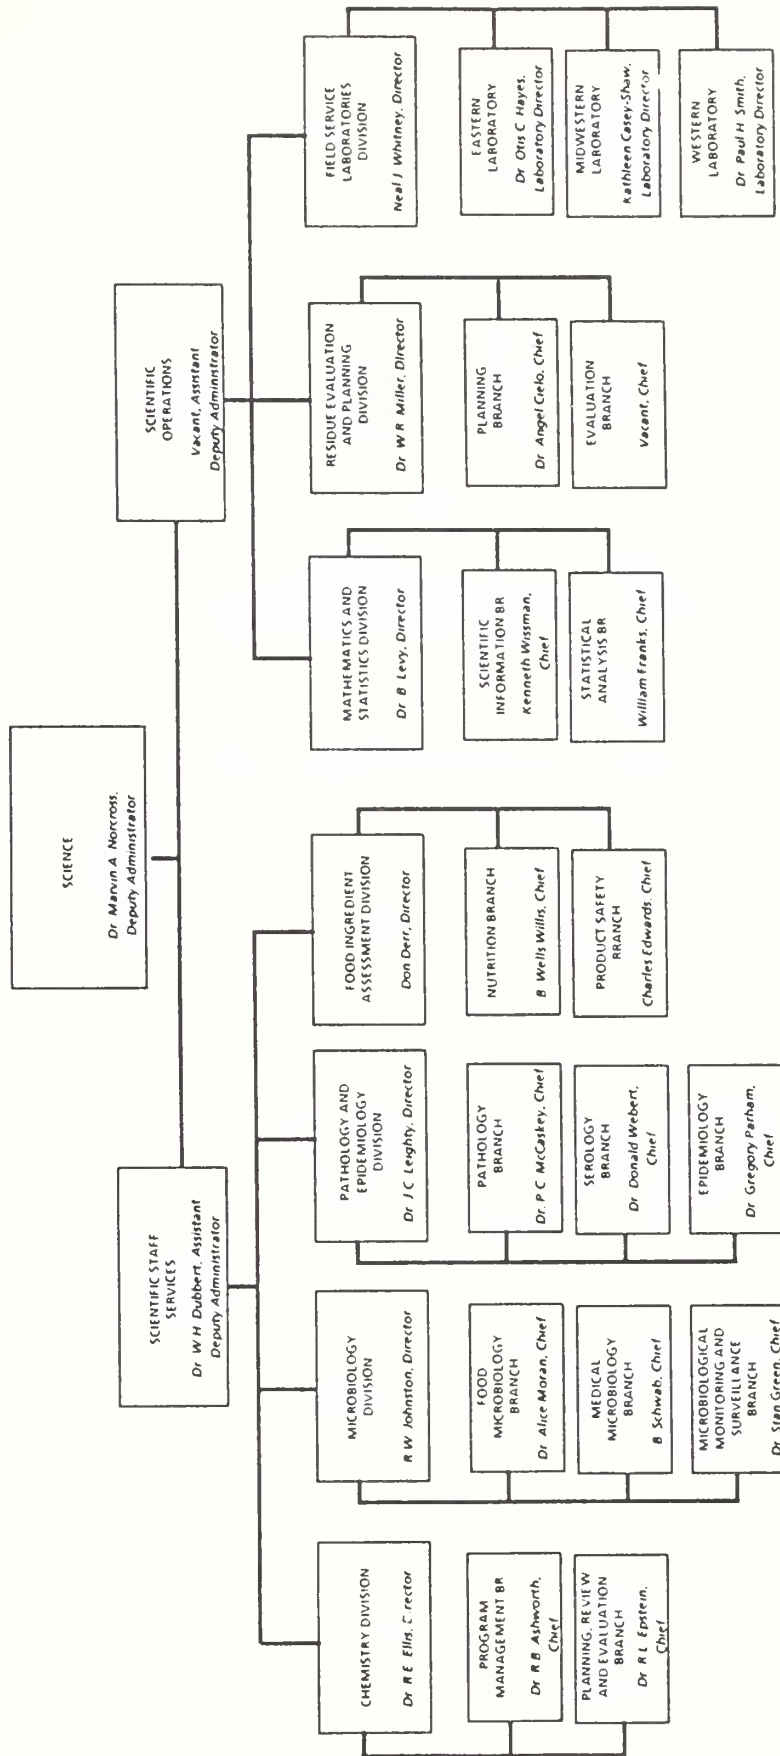 SCIENCE
Dr Marvin A Norcross,
Deputy Administrator
SCIENTIFIC STAFF
SERVICES
Dr W H Dubbert, Assistant
Deputy Administrator
SCIENTIFIC
OPERATIONS
Vacant, Assistant
Deputy Administrator
CHEMISTRY DIVISION
Dr R E Ellis, C rector
PROGRAM
MANAGEMENT BR
Dr R B Ashworth,
Chief
PLANNING, REVIEW
AND EVALUATION
BRANCH
Dr R L Epstein,
Chief
MICROBIOLOGY
DIVISION
R W Johnston, Director
FOOD
MICROBIOLOGY
BRANCH
Dr Alice Moran, Chief
MEDICAL
MICROBIOLOGY
BRANCH
B Schwab, Chief
MICROBIOLOGICAL
MONITORING AND
SURVEILLANCE
BRANCH
Dr Stan Green, Chief
PATHOLOGY AND
EPIDEMIOLOGY
DIVISION
Dr J C Leighty, Director
PATHOLOGY
BRANCH
Dr. P C McCaskey, Chief
SEROLOGY
BRANCH
Dr Donald Webert,
Chief
EPIDEMIOLOGY
BRANCH
Dr Gregory Parham,
Chief
FOOD INGREDIENT
ASSESSMENT DIVISION
Don Derr, Director
NUTRITION BRANCH
B Wells Willis, Chief
PRODUCT SAFETY
RRANCH
Charles Edwards, Chief
MATHEMATICS AND
STATISTICS DIVISION
Dr B Levy, Director
SCIENTIFIC
INFORMATION BR
Kenneth Wissman,
Chief
STATISTICAL
ANALYSIS BR
William Franks, Chief
RESIDUE EVALUATION
AND PLANNING
DIVISION
Dr W R Miller, Director
PLANNING
BRANCH
Dr Angel Cielo, Chief
EVALUATION
BRANCH
Vacant, Chief
FIELD SERVICE
LABORATORIES
DIVISION
Neal J Whitney, Director
EASTERN
LABORATORY
Dr Otis C Hayes,
Laboratory Director
MIDWESTERN
LABORATORY
Kathleen Casey-Shaw,
Laboratory Director
WESTERN
LABORATORY
Dr Paul H Smith,
Laboratory Director